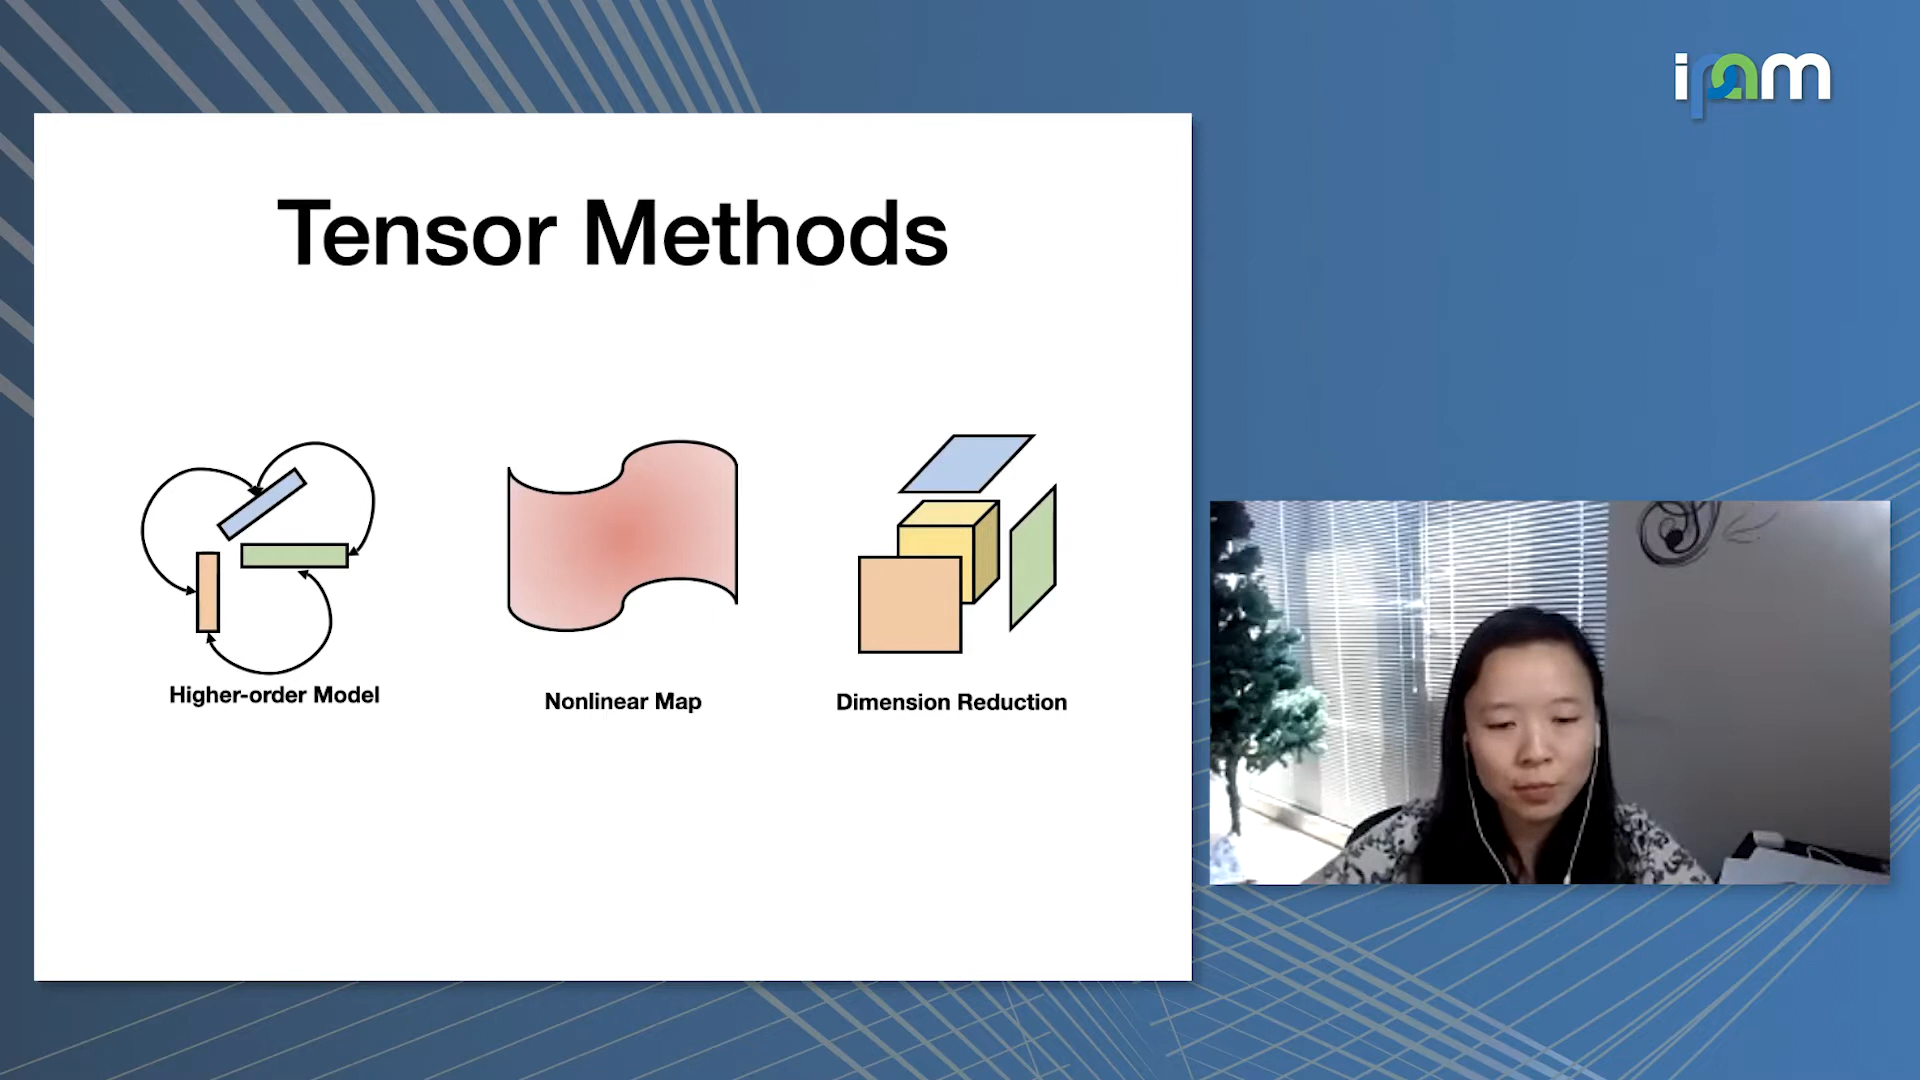 ipam
Tensor Methods
Higher-order Model
Nonlinear Map
Dimension Reduction